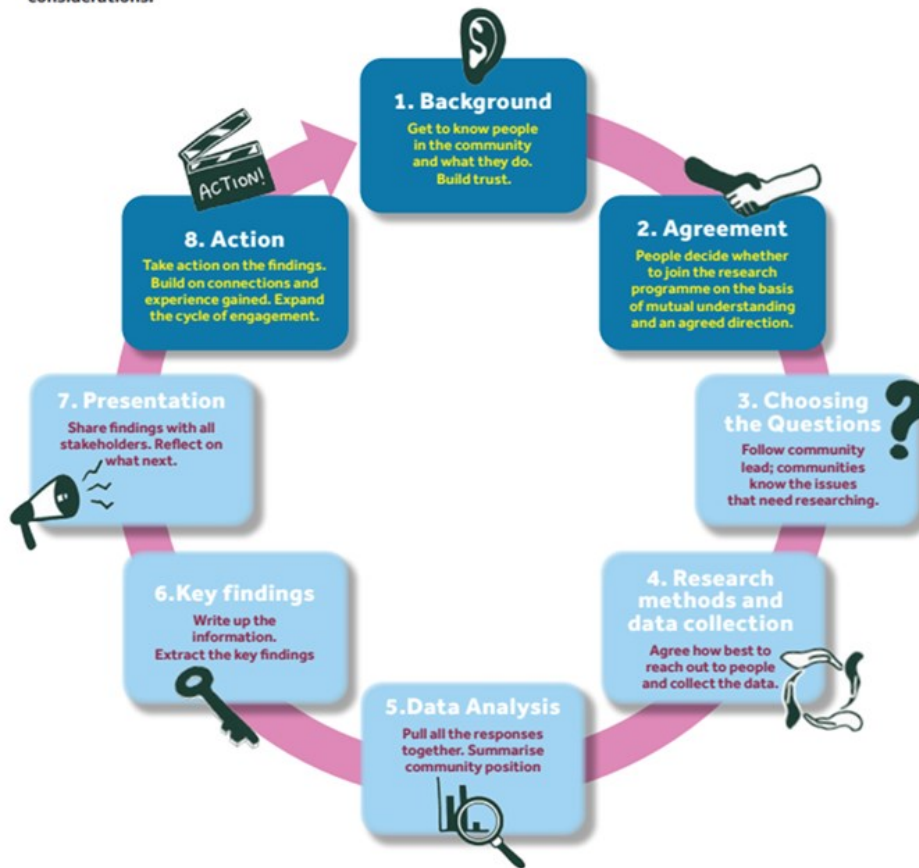 considerations.
1. Background
Get to know people
in the community
and what they do.
Build trust.
2. Agreement
People decide whether
to join the research
programme on the basis
of mutual understanding
and an agreed direction.
3. Choosing
the Questions
Follow community
lead; communities
know the issues
that need researching.
4. Research
methods and
data collection
Agree how best to
reach out to people
and collect the data.
5.Data Analysis
Pull all the responses
together. Summarise
community position
6.Key findings
Write up the
information.
Extract the key findings
7. Presentation
Share findings with all
stakeholders. Reflect on
what next.
8. Action
Take action on the findings.
Build on connections and
experience gained. Expand
the cycle of engagement.
ACTION!